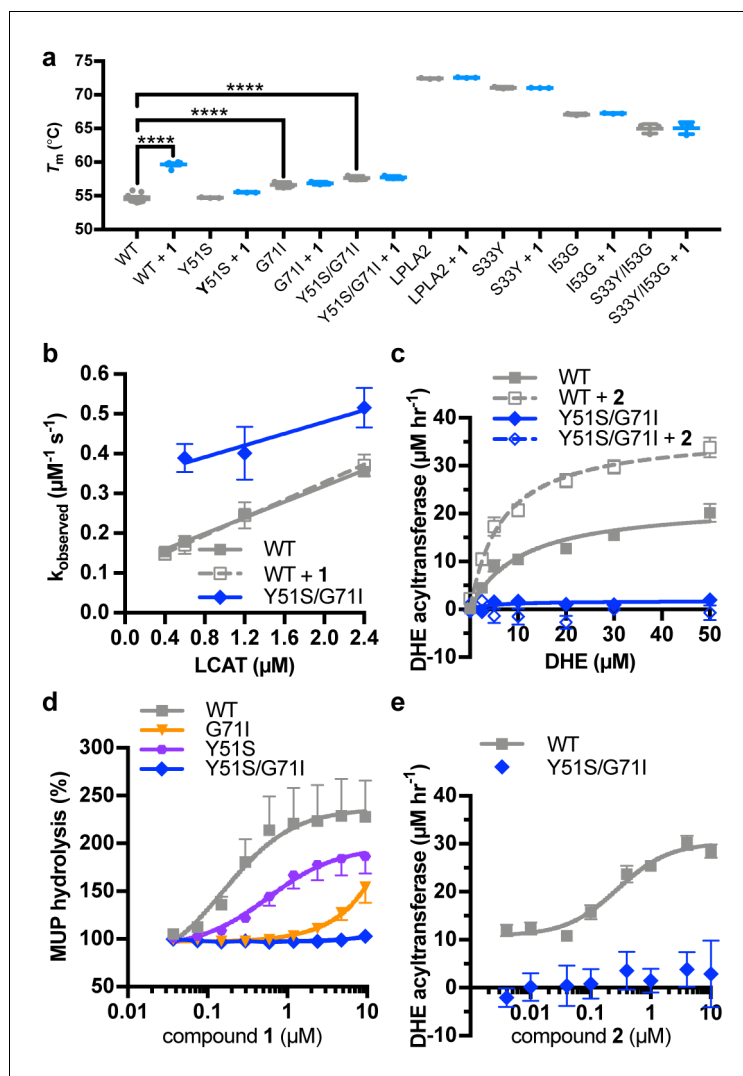 a
**** 
**** 
**** 
Tm (°C)
75
70
65
60
55
50
WT
WT + 1
Y51S
Y51S + 1
G71I
G71I + 1
Y51S/G71I
Y51S/G71I + 1
LPLA2
LPLA2 + 1
S33Y
S33Y + 1
I53G
I53G + 1
S33Y/I53G
S33Y/I53G + 1
b
kobserved (µM-1 s-1)
0.6
0.5
0.4
0.3
0.2
0.1
0.0
WT
WT + 1
Y51S/G71I
0.0 0.4 0.8 1.2 1.6 2.0 2.4
LCAT (µM)
c
WT
WT + 2
Y51S/G71I
Y51S/G71I + 2
DHE acyltransferase (µM hr-1)
40
30
20
10
0
-10
10 20 30 40 50
DHE (µM)
d
WT
G71I
Y51S
Y51S/G71I
MUP hydrolysis (%)
300
250
200
150
100
50
0.1 1 10
compound 1 (µM)
e
WT
Y51S/G71I
DHE acyltransferase (µM hr-1)
40
30
20
10
0
-10
0.01 0.1 1 10
compound 2 (µM)